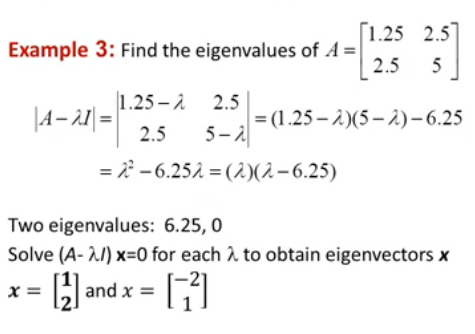 Example 3: Find the eigenvalues of A = [1.25 2.5
2.5 5]
|A − λI| = |1.25 − λ 2.5
2.5 5 − λ| = (1.25 − λ)(5 − λ) − 6.25
= λ² − 6.25λ = (λ)(λ − 6.25)
Two eigenvalues: 6.25, 0
Solve (A- λI) x=0 for each λ to obtain eigenvectors x
x = [1
2] and x = [−2
1]